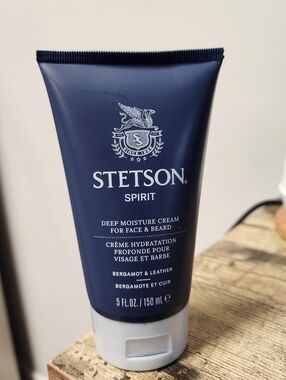 STETSON
SPIRIT
DEEP MOISTURE CREAM
FOR FACE & BEARD
CRÈME HYDRATATION
PROFONDE POUR
VISAGE ET BARBE
BERGAMOT & LEATHER
BERGAMOTE ET CUIR
5 FL.OZ. / 150 mL ℮